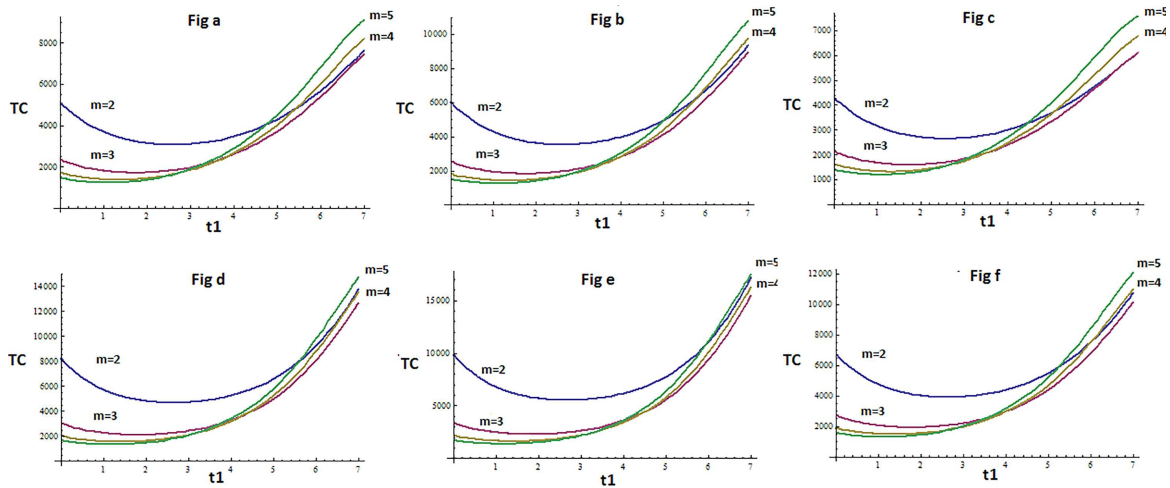 Fig a
8000
6000
TC
4000
2000
m=2
m=3
m=5
m=4
1 2 3 4 5 6 7
t1
Fig b
10000
8000
TC
6000
4000
2000
m=2
m=3
m=5
m=4
1 2 3 4 5 6 7
t1
Fig c
7000
6000
5000
TC
4000
3000
2000
1000
m=2
m=3
m=5
m=4
0 1 2 3 4 5 6 7
t1
Fig d
14000
12000
10000
8000
TC
6000
4000
2000
m=2
m=3
m=5
m=4
1 2 3 4 5 6 7
t1
Fig e
15000
10000
TC
5000
m=2
m=3
m=5
m=4
1 2 3 4 5 6 7
t1
Fig f
12000
10000
8000
TC
6000
4000
2000
m=2
m=3
m=5
m=4
1 2 3 4 5 6 7
t1